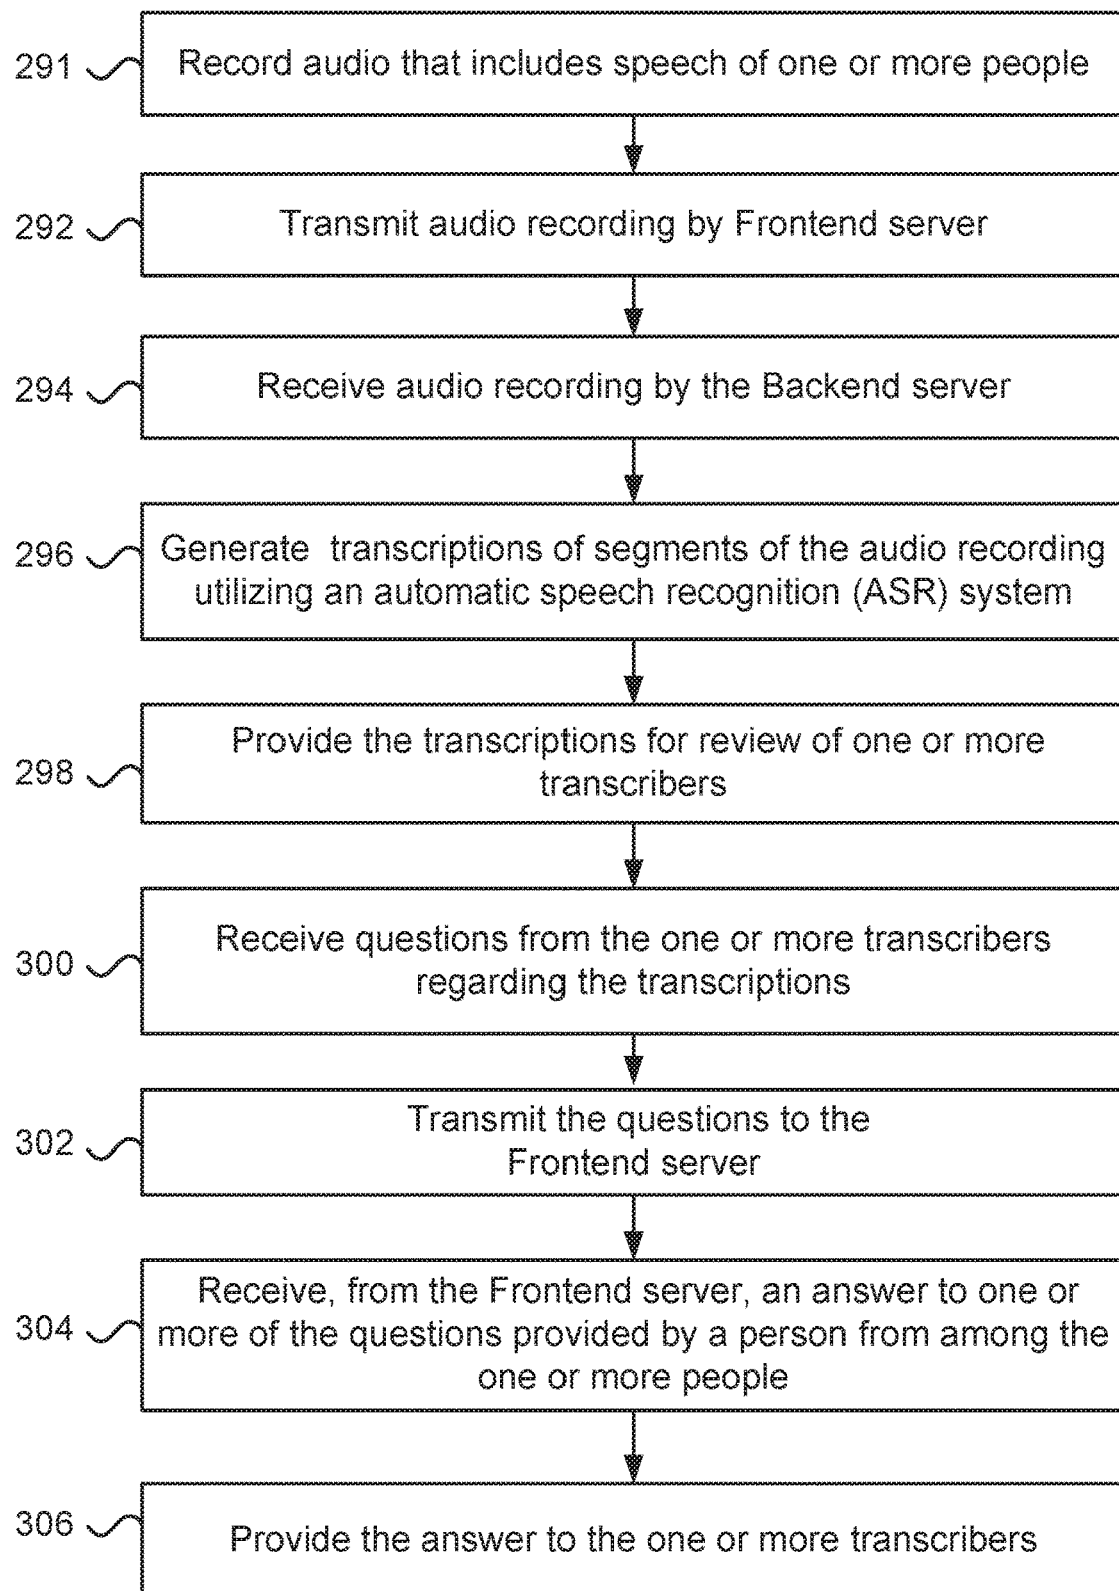 291 Record audio that includes speech of one or more people
292 Transmit audio recording by Frontend server
294 Receive audio recording by the Backend server
296 Generate transcriptions of segments of the audio recording
utilizing an automatic speech recognition (ASR) system
298 Provide the transcriptions for review of one or more
transcribers
300 Receive questions from the one or more transcribers
regarding the transcriptions
302 Transmit the questions to the
Frontend server
304 Receive, from the Frontend server, an answer to one or
more of the questions provided by a person from among the
one or more people
306 Provide the answer to the one or more transcribers